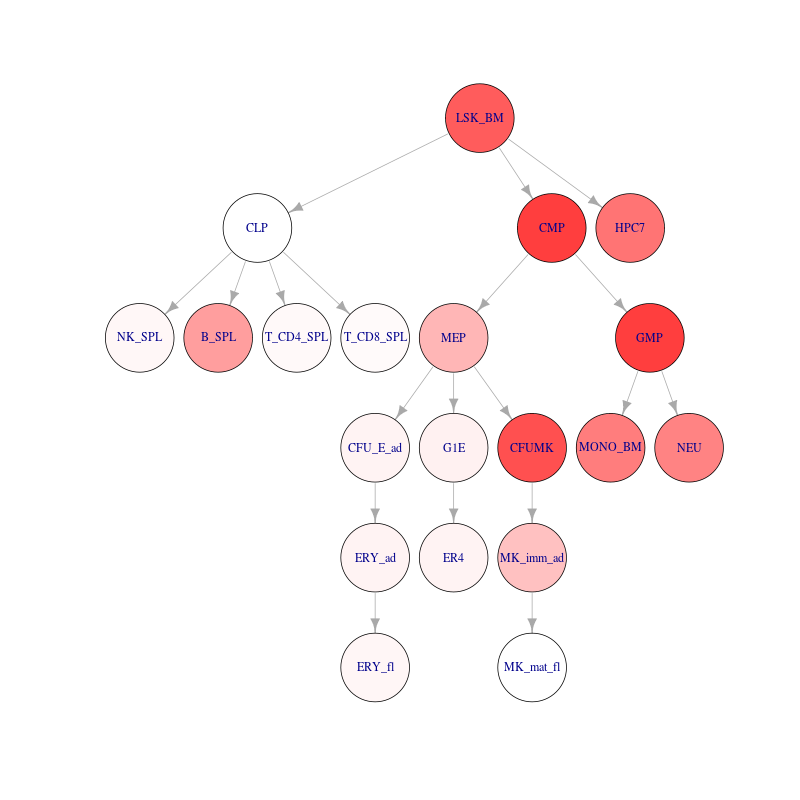 LSK_BM
CLP
CMP
HPC7
NK_SPL
B_SPL
T_CD4_SPL
T_CD8_SPL
MEP
GMP
CFU_E_ad
G1E
CFUMK
MONO_BM
NEU
ERY_ad
ER4
MK_imm_ad
ERY_fl
MK_mat_fl